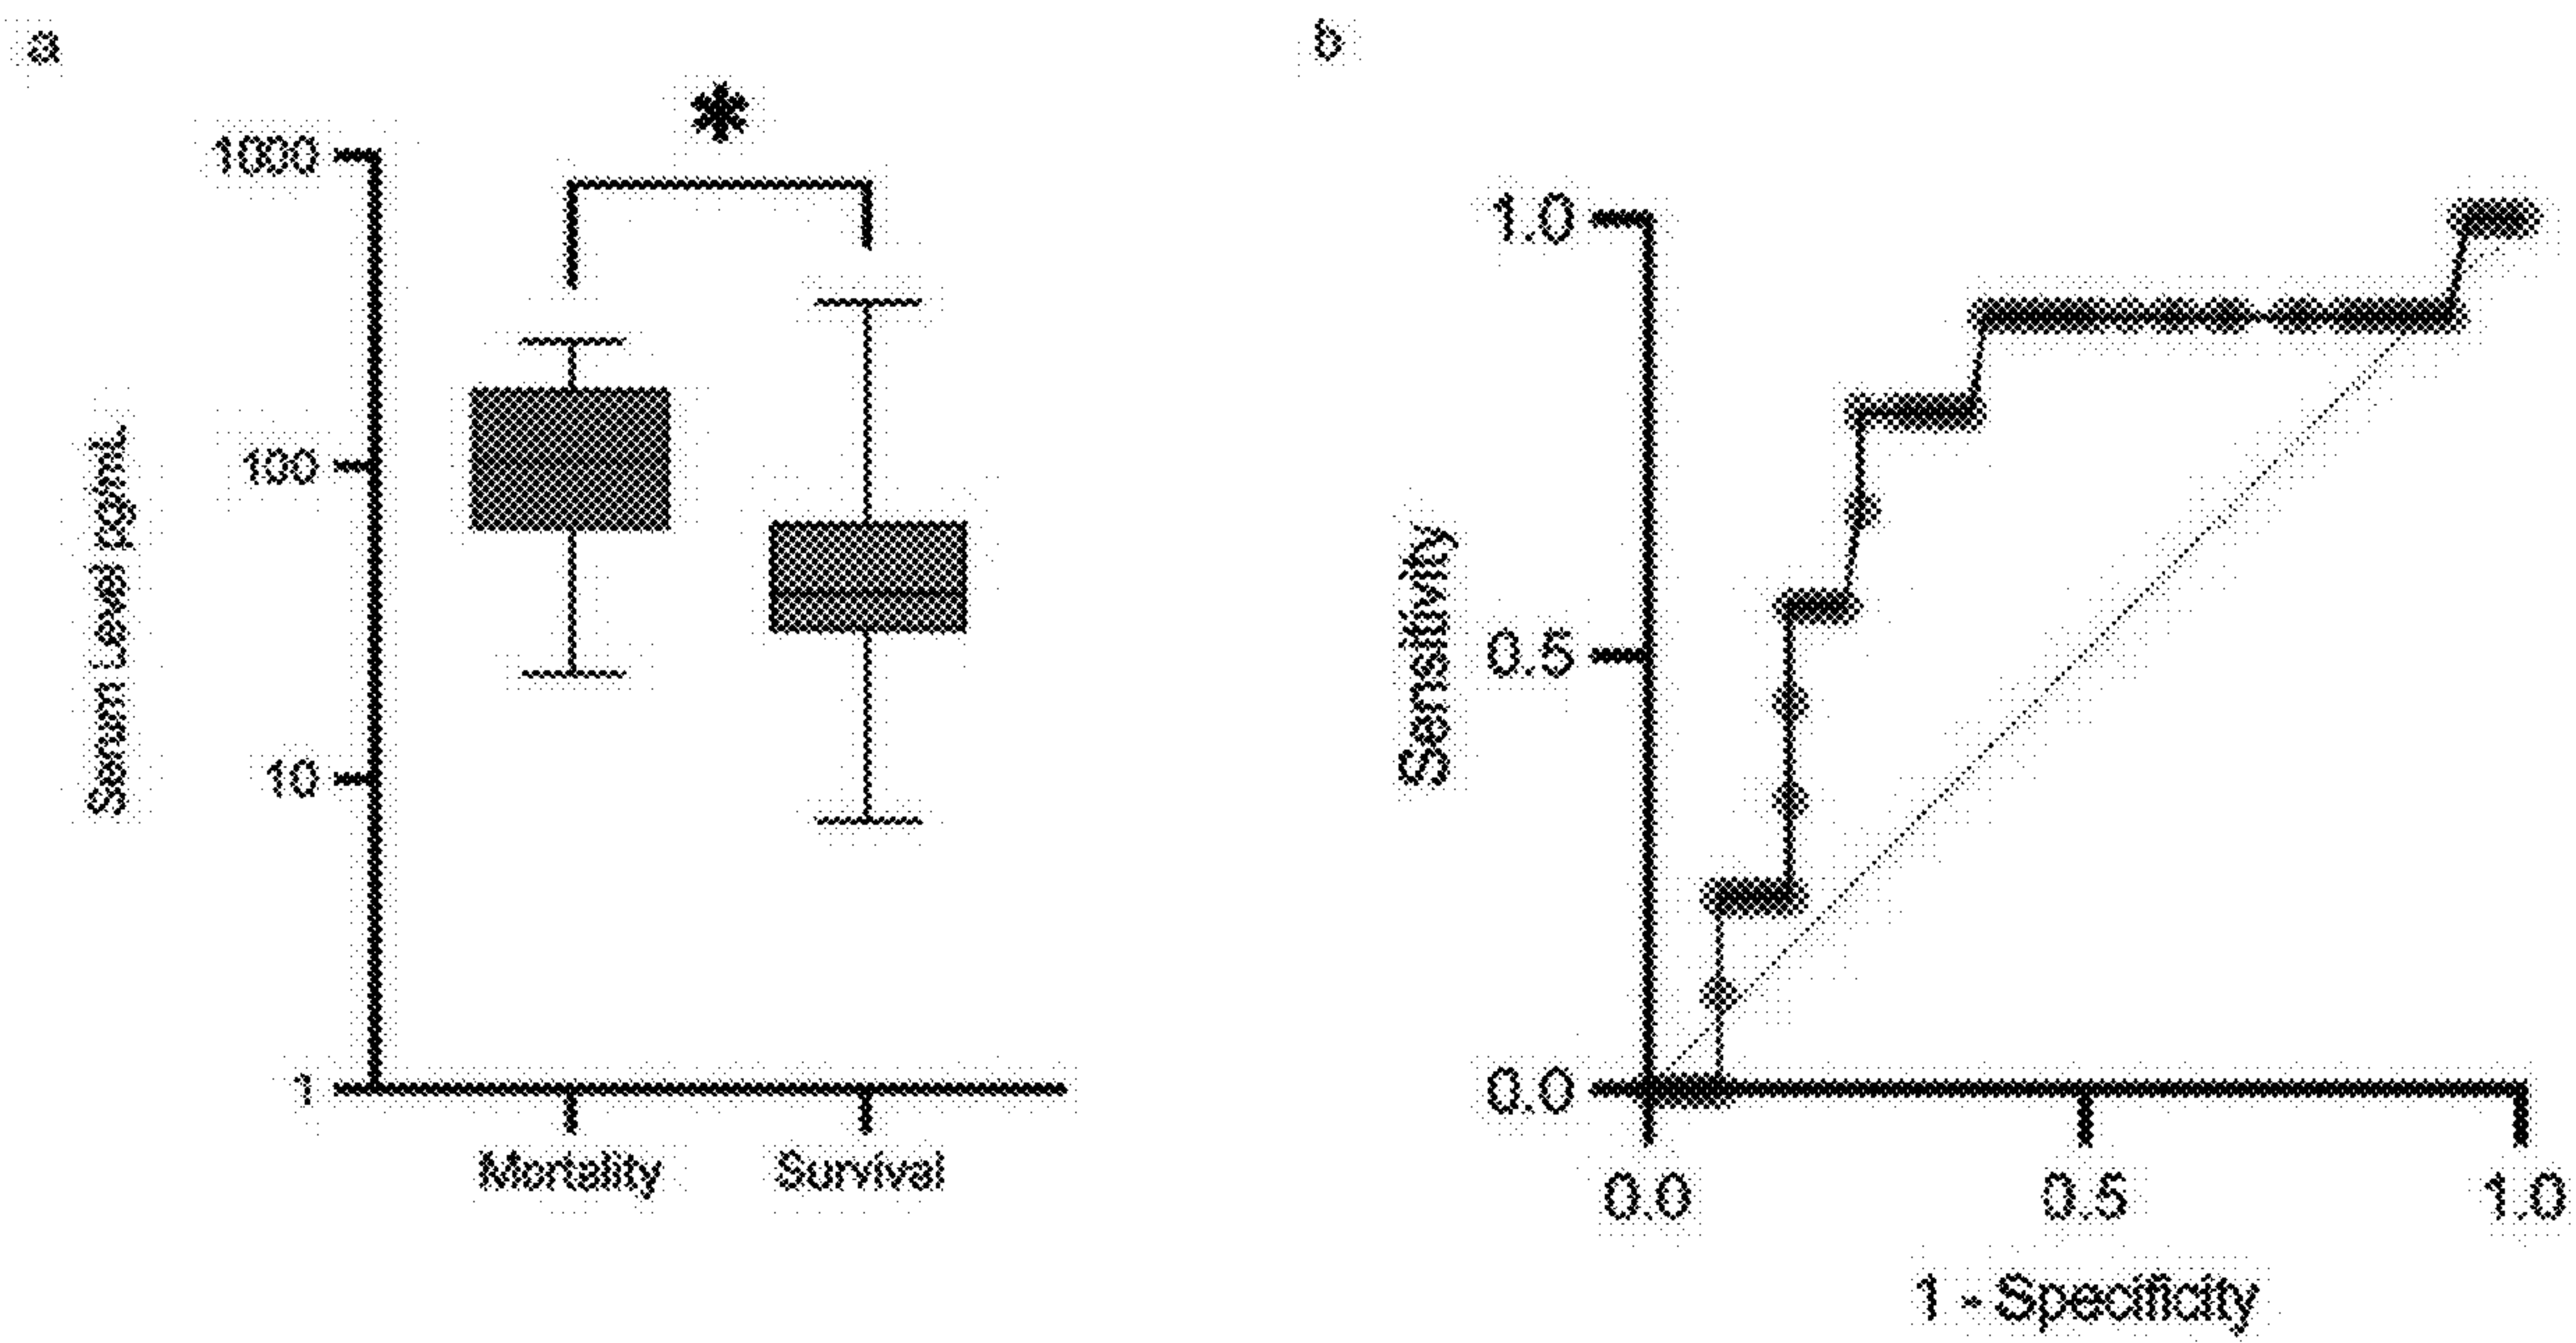 a
*
1000
100
10
1
Serum Level pg/mL
Mortality
Survival
b
1.0
0.5
0.0
Sensitivity
0.0
0.5
1.0
1 - Specificity